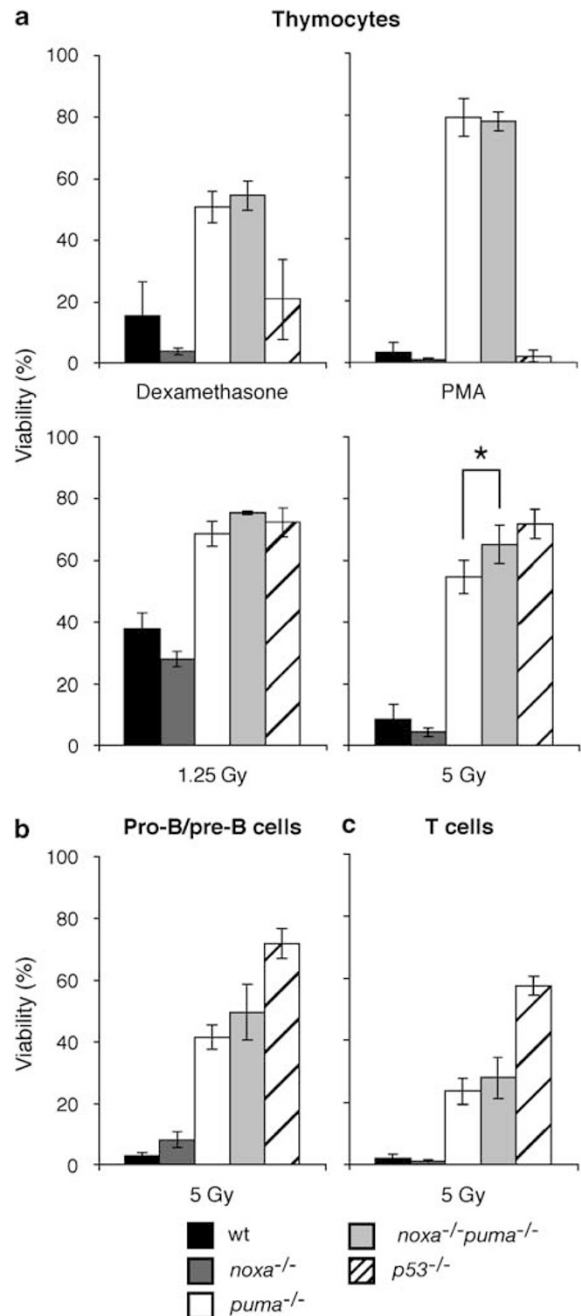 a
Thymocytes
100
80
60
40
20
0
Viability (%)
Dexamethasone
PMA
100
80
60
40
20
0
*
1.25 Gy
5 Gy
b Pro-B/pre-B cells
c T cells
100
80
60
40
20
0
Viability (%)
5 Gy
5 Gy
wt
noxa-/-puma-/-
noxa-/-
p53-/-
puma-/-